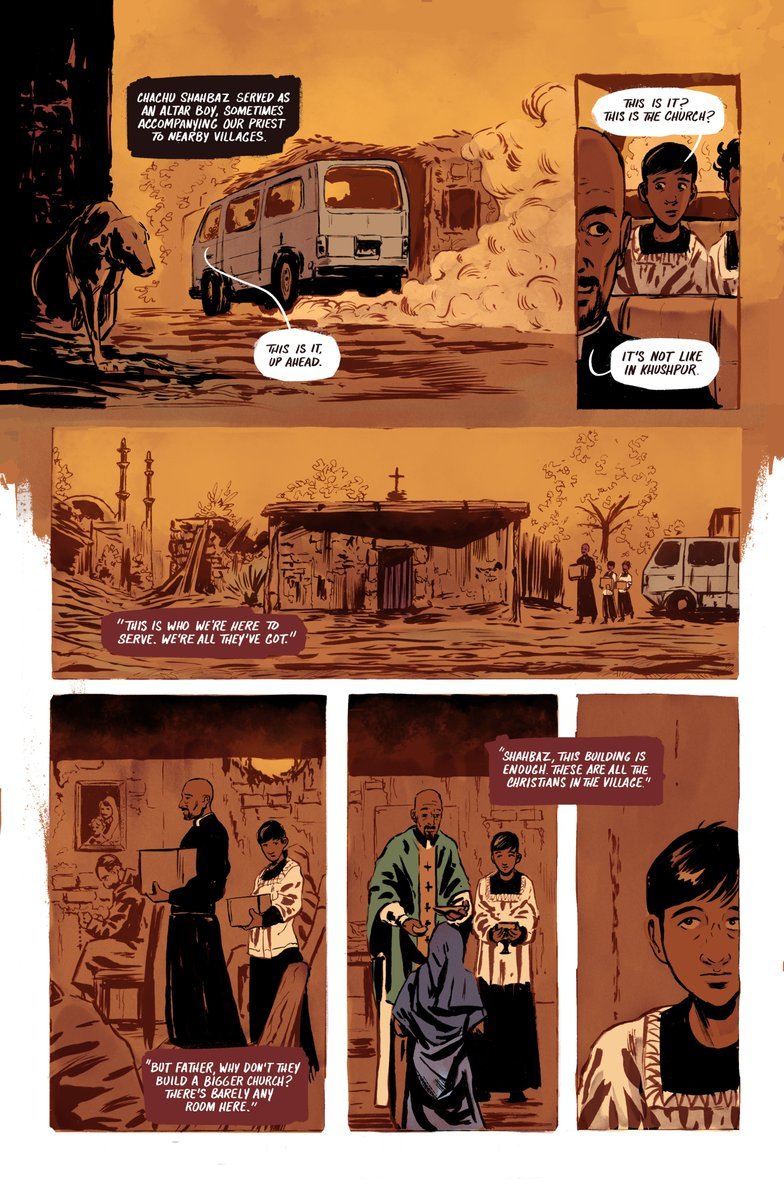 CHACHU SHAHBAZ SERVED AS
AN ALTAR BOY, SOMETIMES
ACCOMPANYING OUR PRIEST
TO NEARBY VILLAGES.
THIS IS IT,
UP AHEAD.
THIS IS IT?
THIS IS THE CHURCH?
IT'S NOT LIKE
IN KHUSHPUR.
"THIS IS WHO WE'RE HERE TO
SERVE. WE'RE ALL THEY'VE GOT."
"BUT FATHER, WHY DON'T THEY
BUILD A BIGGER CHURCH?
THERE'S BARELY ANY
ROOM HERE."
"SHAHBAZ, THIS BUILDING IS
ENOUGH. THESE ARE ALL THE
CHRISTIANS IN THE VILLAGE."